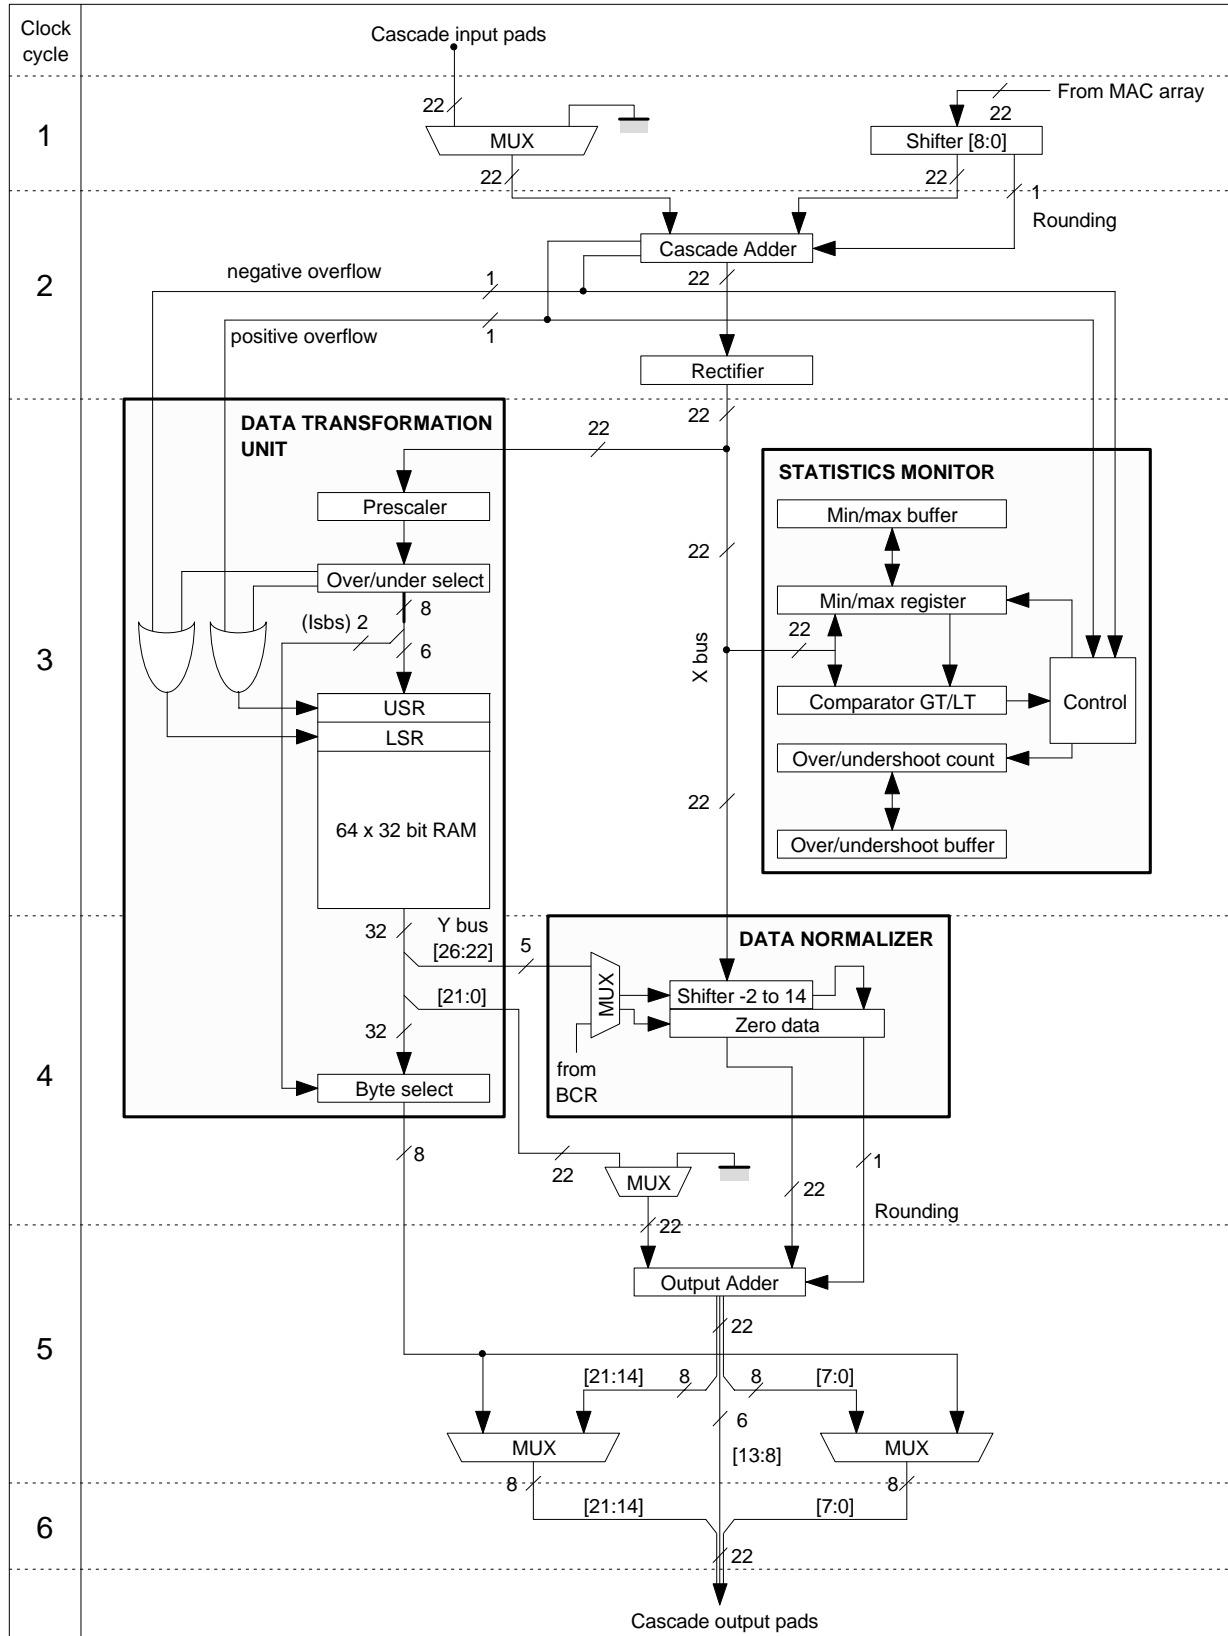 Clock
cycle
Cascade input pads
From MAC array
22
22
1
MUX
Shifter [8:0]
22
22
1
Rounding
Cascade Adder
negative overflow
1
22
2
positive overflow
1
Rectifier
22
DATA TRANSFORMATION
UNIT
22
STATISTICS MONITOR
Prescaler
Min/max buffer
22
Over/under select
8
Min/max register
(lsbs) 2
6
22
X bus
3
USR
Comparator GT/LT
Control
LSR
Over/undershoot count
22
64 x 32 bit RAM
Over/undershoot buffer
32
Y bus
[26:22]
5
DATA NORMALIZER
[21:0]
MUX
Shifter -2 to 14
Zero data
32
from
BCR
4
Byte select
8
22
MUX
1
22
22
Rounding
Output Adder
22
5
[21:14]
8
8
[7:0]
6
MUX
[13:8]
MUX
8
8
[21:14]
[7:0]
6
22
Cascade output pads